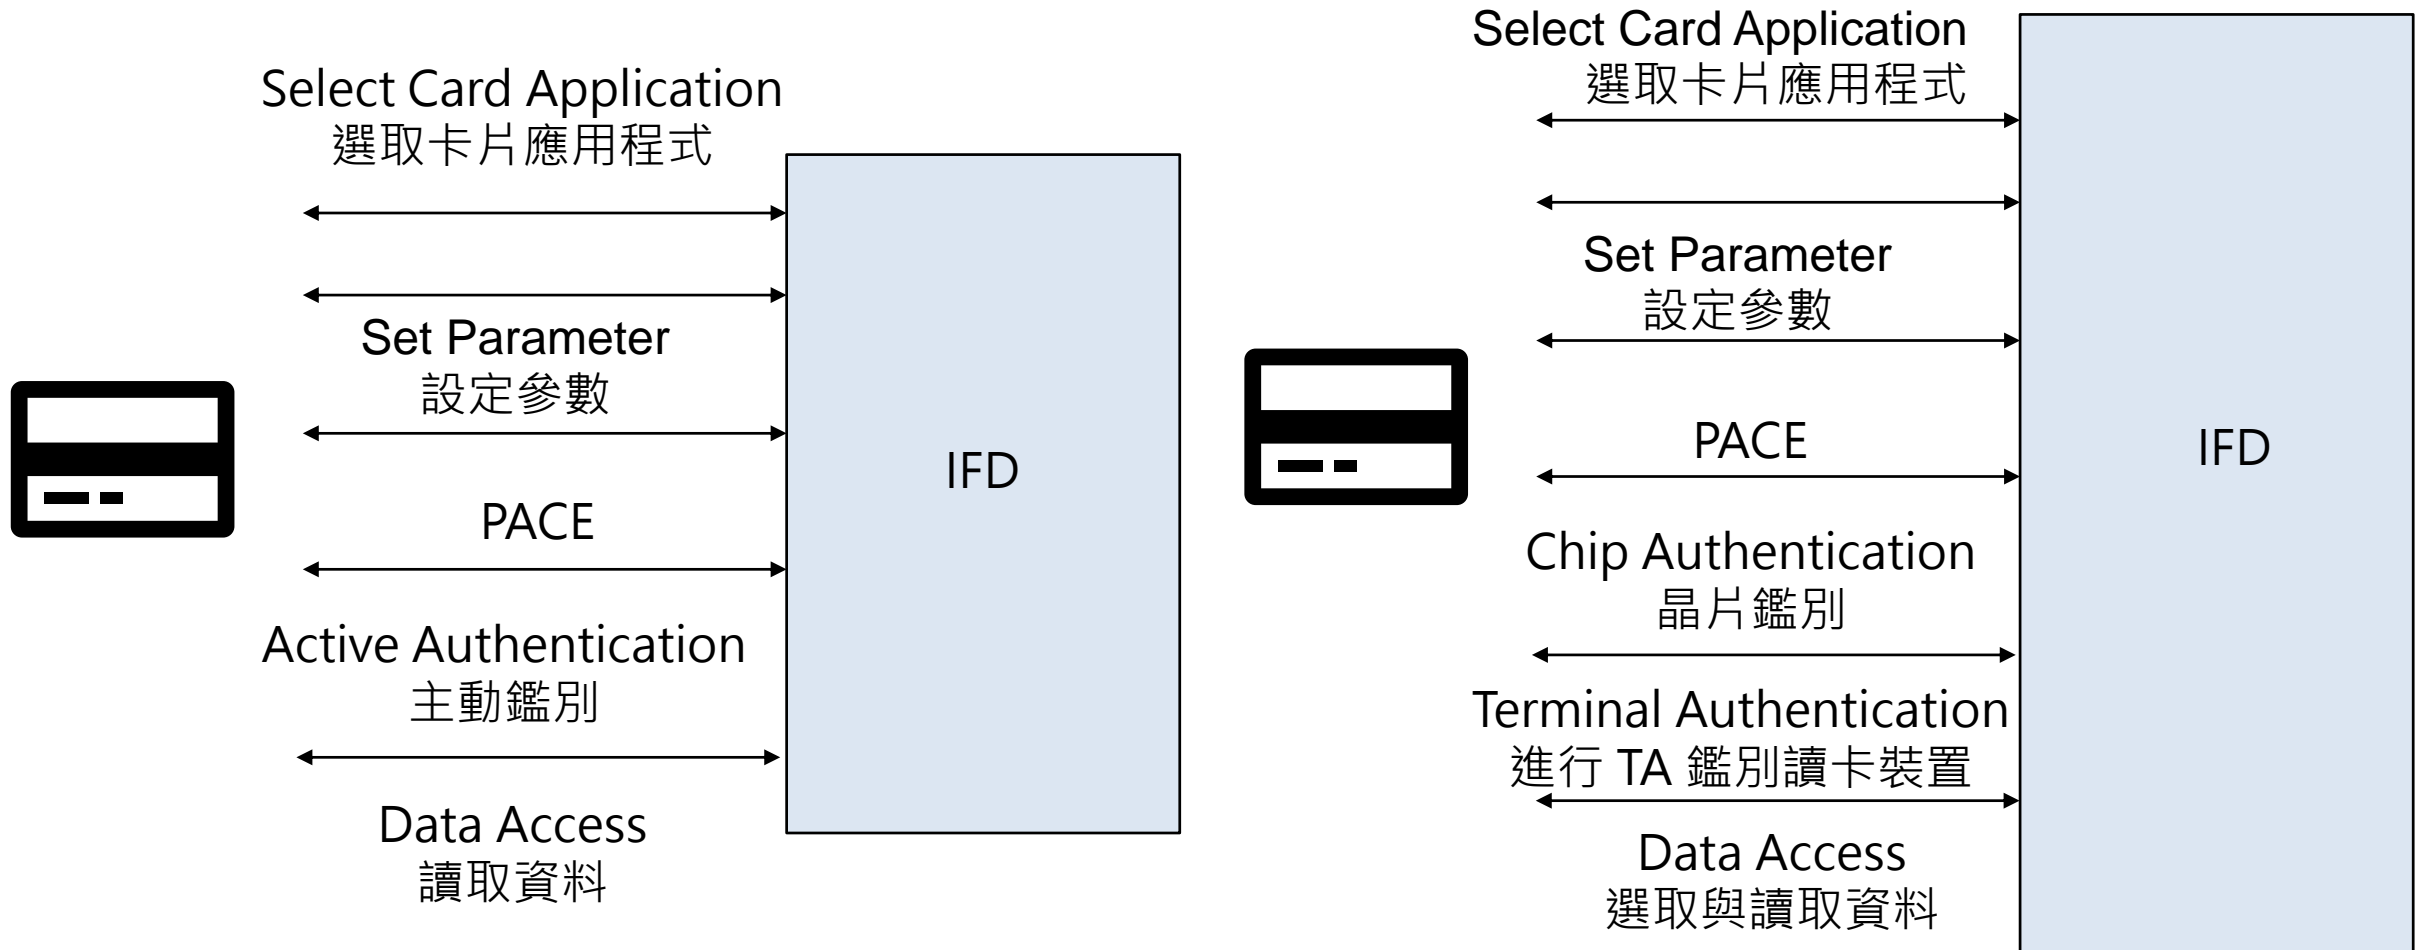 Select Card Application
選取卡片應用程式
Set Parameter
設定參數
PACE
Active Authentication
主動鑑別
Data Access
讀取資料
IFD
Select Card Application
選取卡片應用程式
Set Parameter
設定參數
PACE
Chip Authentication
晶片鑑別
Terminal Authentication
進行 TA 鑑別讀卡裝置
Data Access
選取與讀取資料
IFD